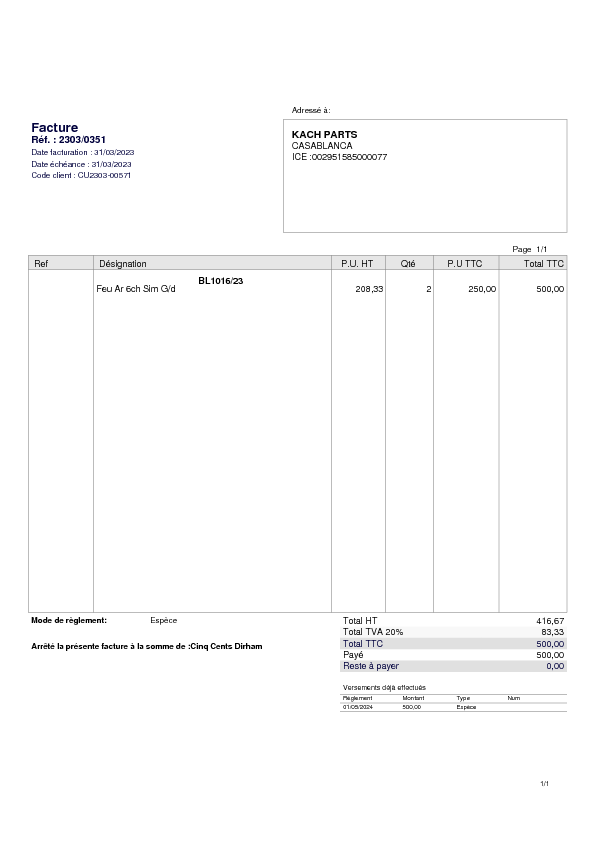 Adressé à:
Facture
Réf. : 2303/0351
Date facturation : 31/03/2023
Date échéance : 31/03/2023
Code client : CU2303-00571
KACH PARTS
CASABLANCA
ICE :002951585000077
Page 1/1
Ref Désignation P.U. HT Qté P.U TTC Total TTC
BL1016/23
Feu Ar 6ch Sim G/d 208,33 2 250,00 500,00
Mode de règlement: Espèce
Arrêté la présente facture à la somme de :Cinq Cents Dirham
Total HT 416,67
Total TVA 20% 83,33
Total TTC 500,00
Payé 500,00
Reste à payer 0,00
Versements déjà effectués
Règlement Montant Type Num
500,00 Espèce
1/1